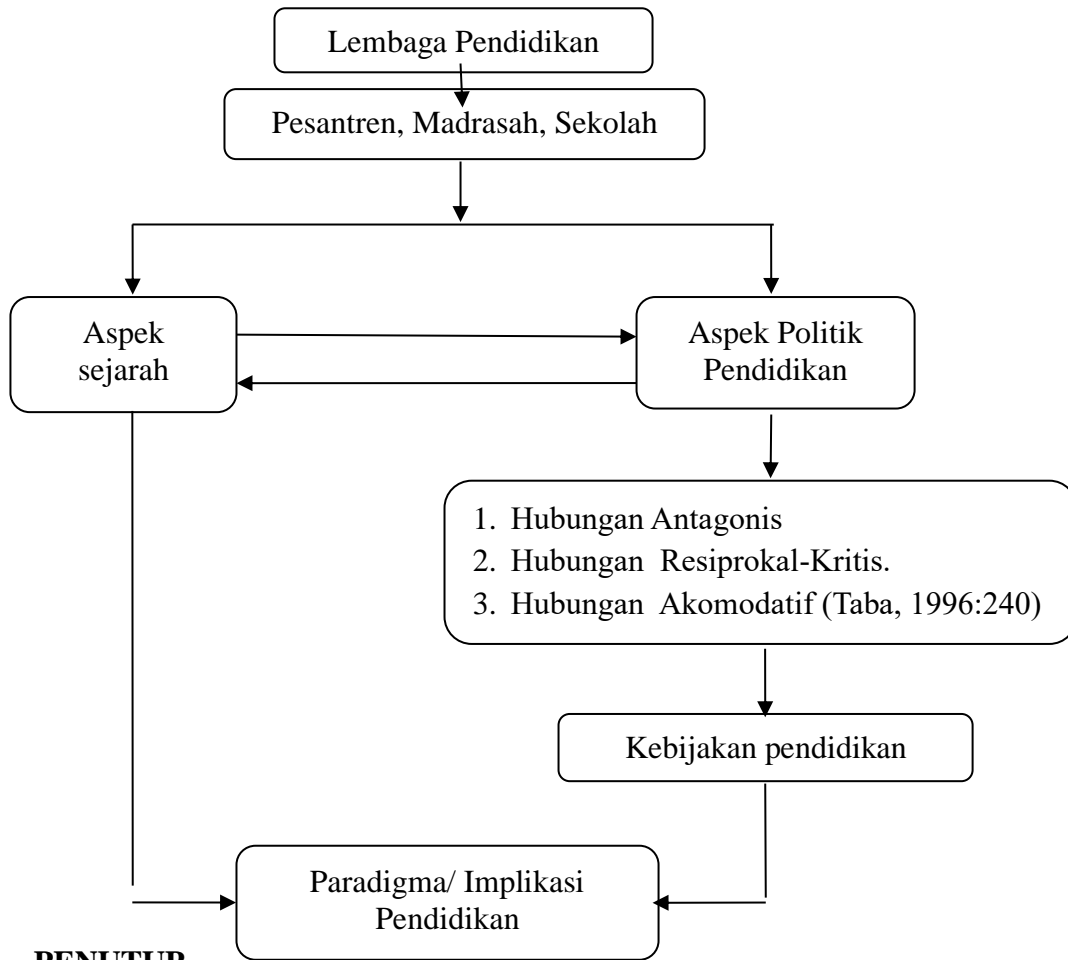 Lembaga Pendidikan
Pesantren, Madrasah, Sekolah
Aspek
sejarah
Aspek Politik
Pendidikan
1. Hubungan Antagonis
2. Hubungan Resiprokal-Kritis.
3. Hubungan Akomodatif (Taba, 1996:240)
Kebijakan pendidikan
Paradigma/ Implikasi
Pendidikan
PENUTUP